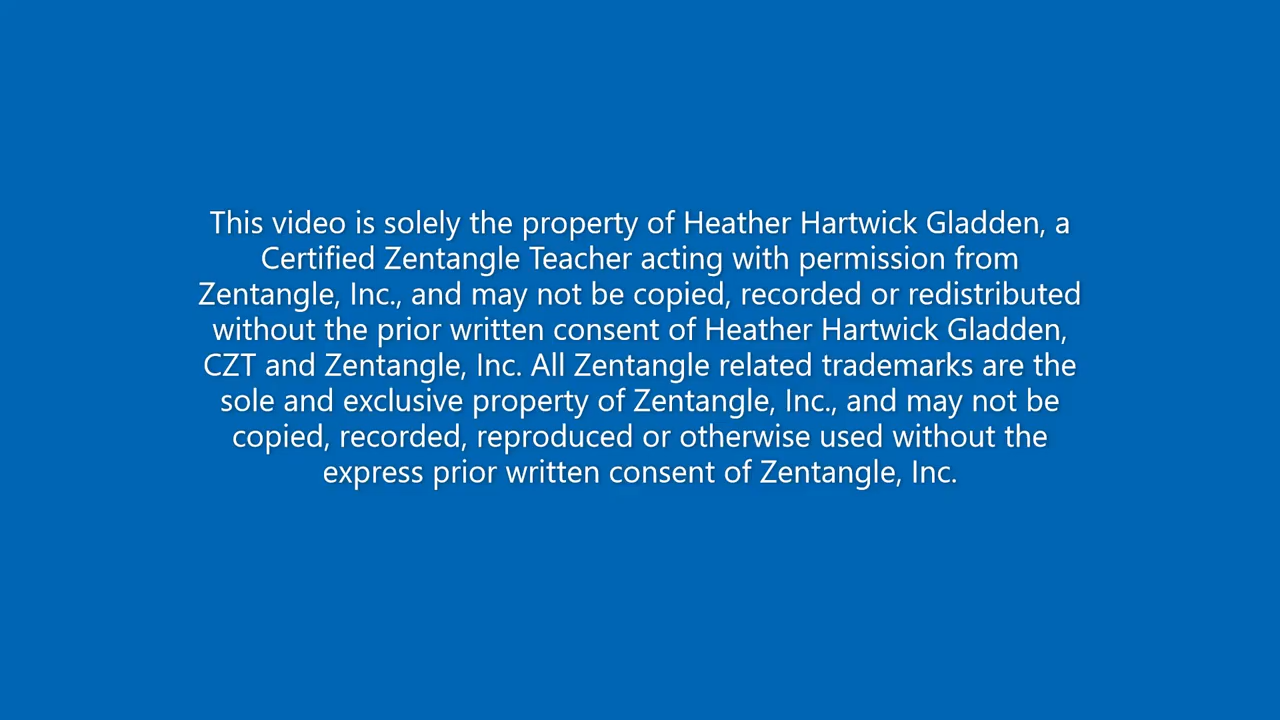 This video is solely the property of Heather Hartwick Gladden, a
Certified Zentangle Teacher acting with permission from
Zentangle, Inc., and may not be copied, recorded or redistributed
without the prior written consent of Heather Hartwick Gladden,
CZT and Zentangle, Inc. All Zentangle related trademarks are the
sole and exclusive property of Zentangle, Inc., and may not be
copied, recorded, reproduced or otherwise used without the
express prior written consent of Zentangle, Inc.